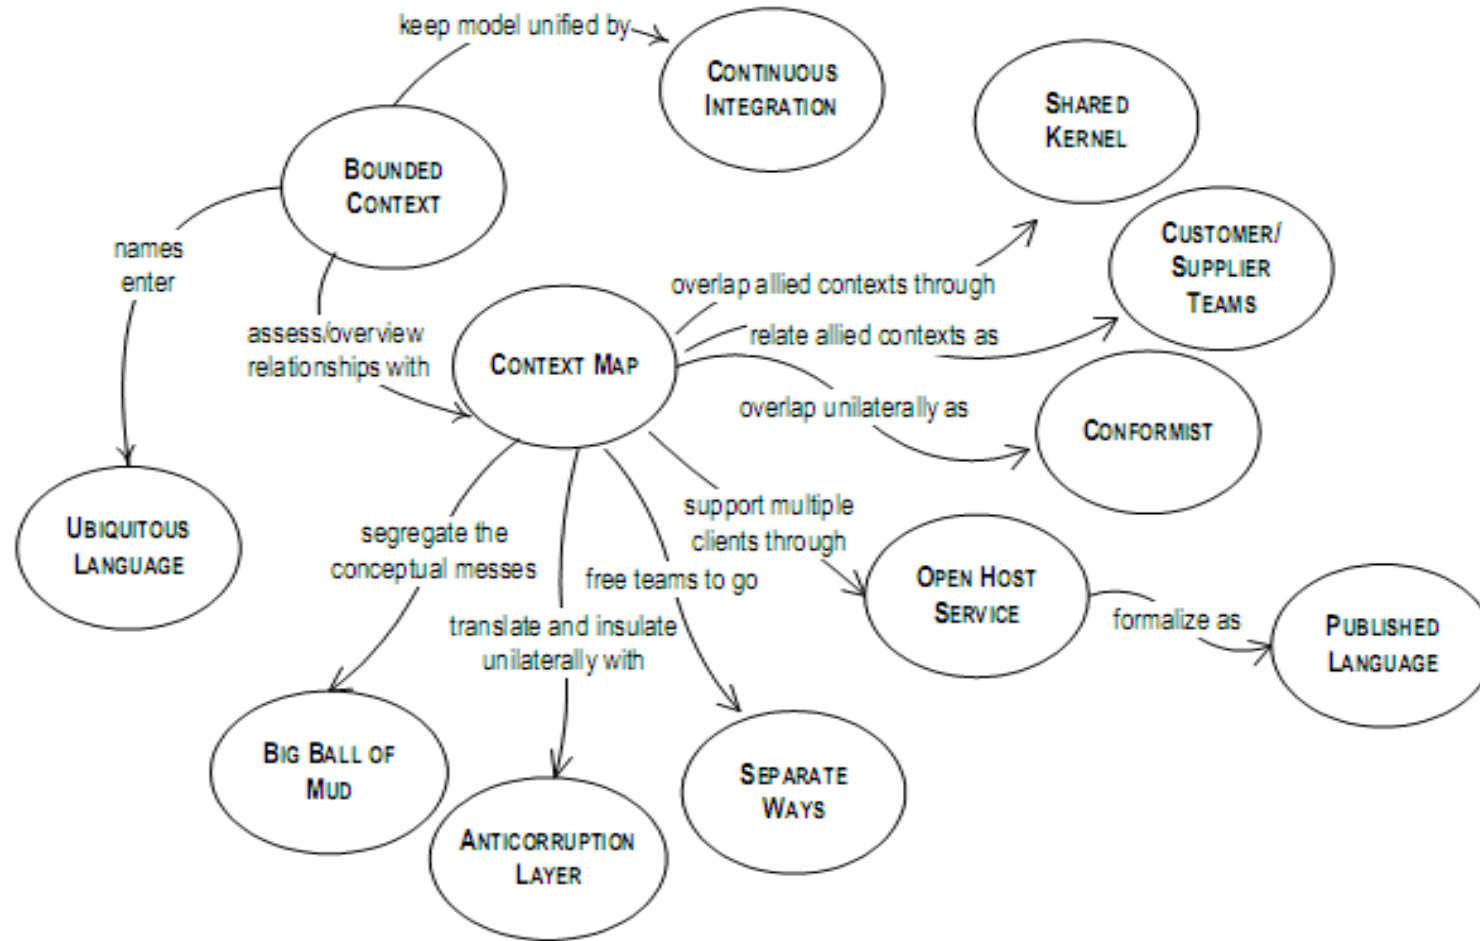 keep model unified by
CONTINUOUS
INTEGRATION
SHARED
KERNEL
BOUNDED
CONTEXT
names
enter
CUSTOMER/
SUPPLIER
TEAMS
overlap allied contexts through
assess/overview
relationships with
relate allied contexts as
CONTEXT MAP
overlap unilaterally as
CONFORMIST
UBIQUITOUS
LANGUAGE
segregate the
conceptual messes
support multiple
clients through
free teams to go
OPEN HOST
SERVICE
formalize as
PUBLISHED
LANGUAGE
translate and insulate
unilaterally with
BIG BALL OF
MUD
SEPARATE
WAYS
ANTICORRUPTION
LAYER